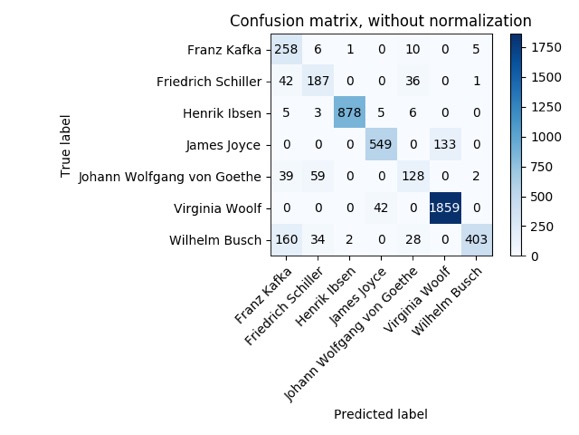 Confusion matrix, without normalization
True label
Franz Kafka 258 6 1 0 10 0 5
Friedrich Schiller 42 187 0 0 36 0 1
Henrik Ibsen 5 3 878 5 6 0 0
James Joyce 0 0 0 549 0 133 0
Johann Wolfgang von Goethe 39 59 0 0 128 0 2
Virginia Woolf 0 0 0 42 0 1859 0
Wilhelm Busch 160 34 2 0 28 0 403
Franz Kafka
Friedrich Schiller
Henrik Ibsen
James Joyce
Johann Wolfgang von Goethe
Virginia Woolf
Wilhelm Busch
Predicted label
1750
1500
1250
1000
750
500
250
0